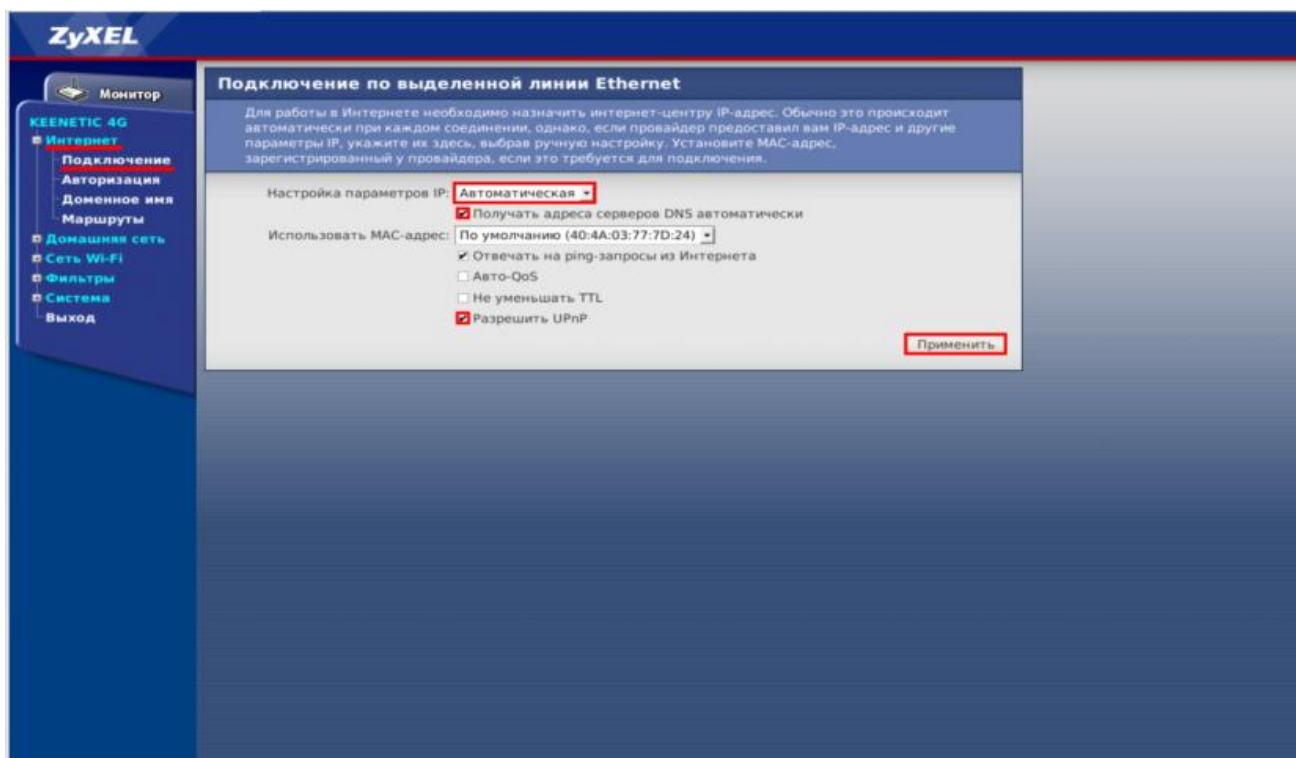 ZyXEL
Монитор
KEENETIC 4G
Интернет
Подключение
Авторизация
Доменное имя
Маршруты
Домашняя сеть
Сеть Wi-Fi
Фильтры
Система
Выход
Подключение по выделенной линии Ethernet
Для работы в Интернете необходимо назначить интернет-центру IP-адрес. Обычно это происходит
автоматически при каждом соединении, однако, если провайдер предоставил вам IP-адрес и другие
параметры IP, укажите их здесь, выбрав ручную настройку. Установите MAC-адрес,
зарегистрированный у провайдера, если это требуется для подключения.
Настройка параметров IP: Автоматическая
Получать адреса серверов DNS автоматически
Использовать MAC-адрес: По умолчанию (40:4A:03:77:7D:24)
Отвечать на ping-запросы из Интернета
Авто-QoS
Не уменьшать TTL
Разрешить UPnP
Применить